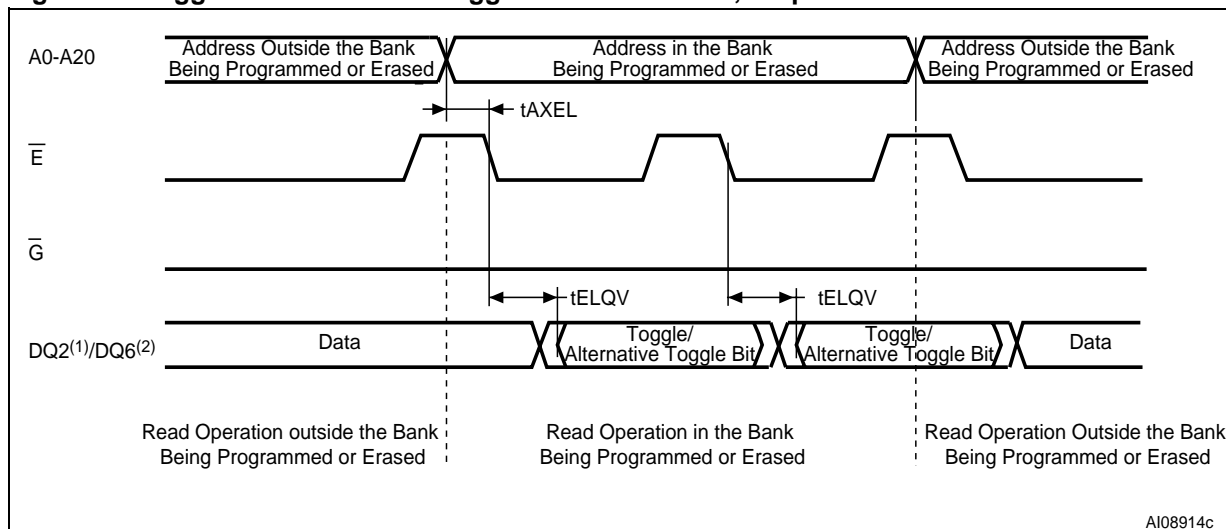 A0-A20
Address Outside the Bank
Being Programmed or Erased
Address in the Bank
Being Programmed or Erased
Address Outside the Bank
Being Programmed or Erased
tAXEL
E
G
tELQV
tELQV
DQ2(1)/DQ6(2)
Data
Toggle/
Alternative Toggle Bit
Toggle/
Alternative Toggle Bit
Data
Read Operation outside the Bank
Being Programmed or Erased
Read Operation in the Bank
Being Programmed or Erased
Read Operation Outside the Bank
Being Programmed or Erased
AI08914c